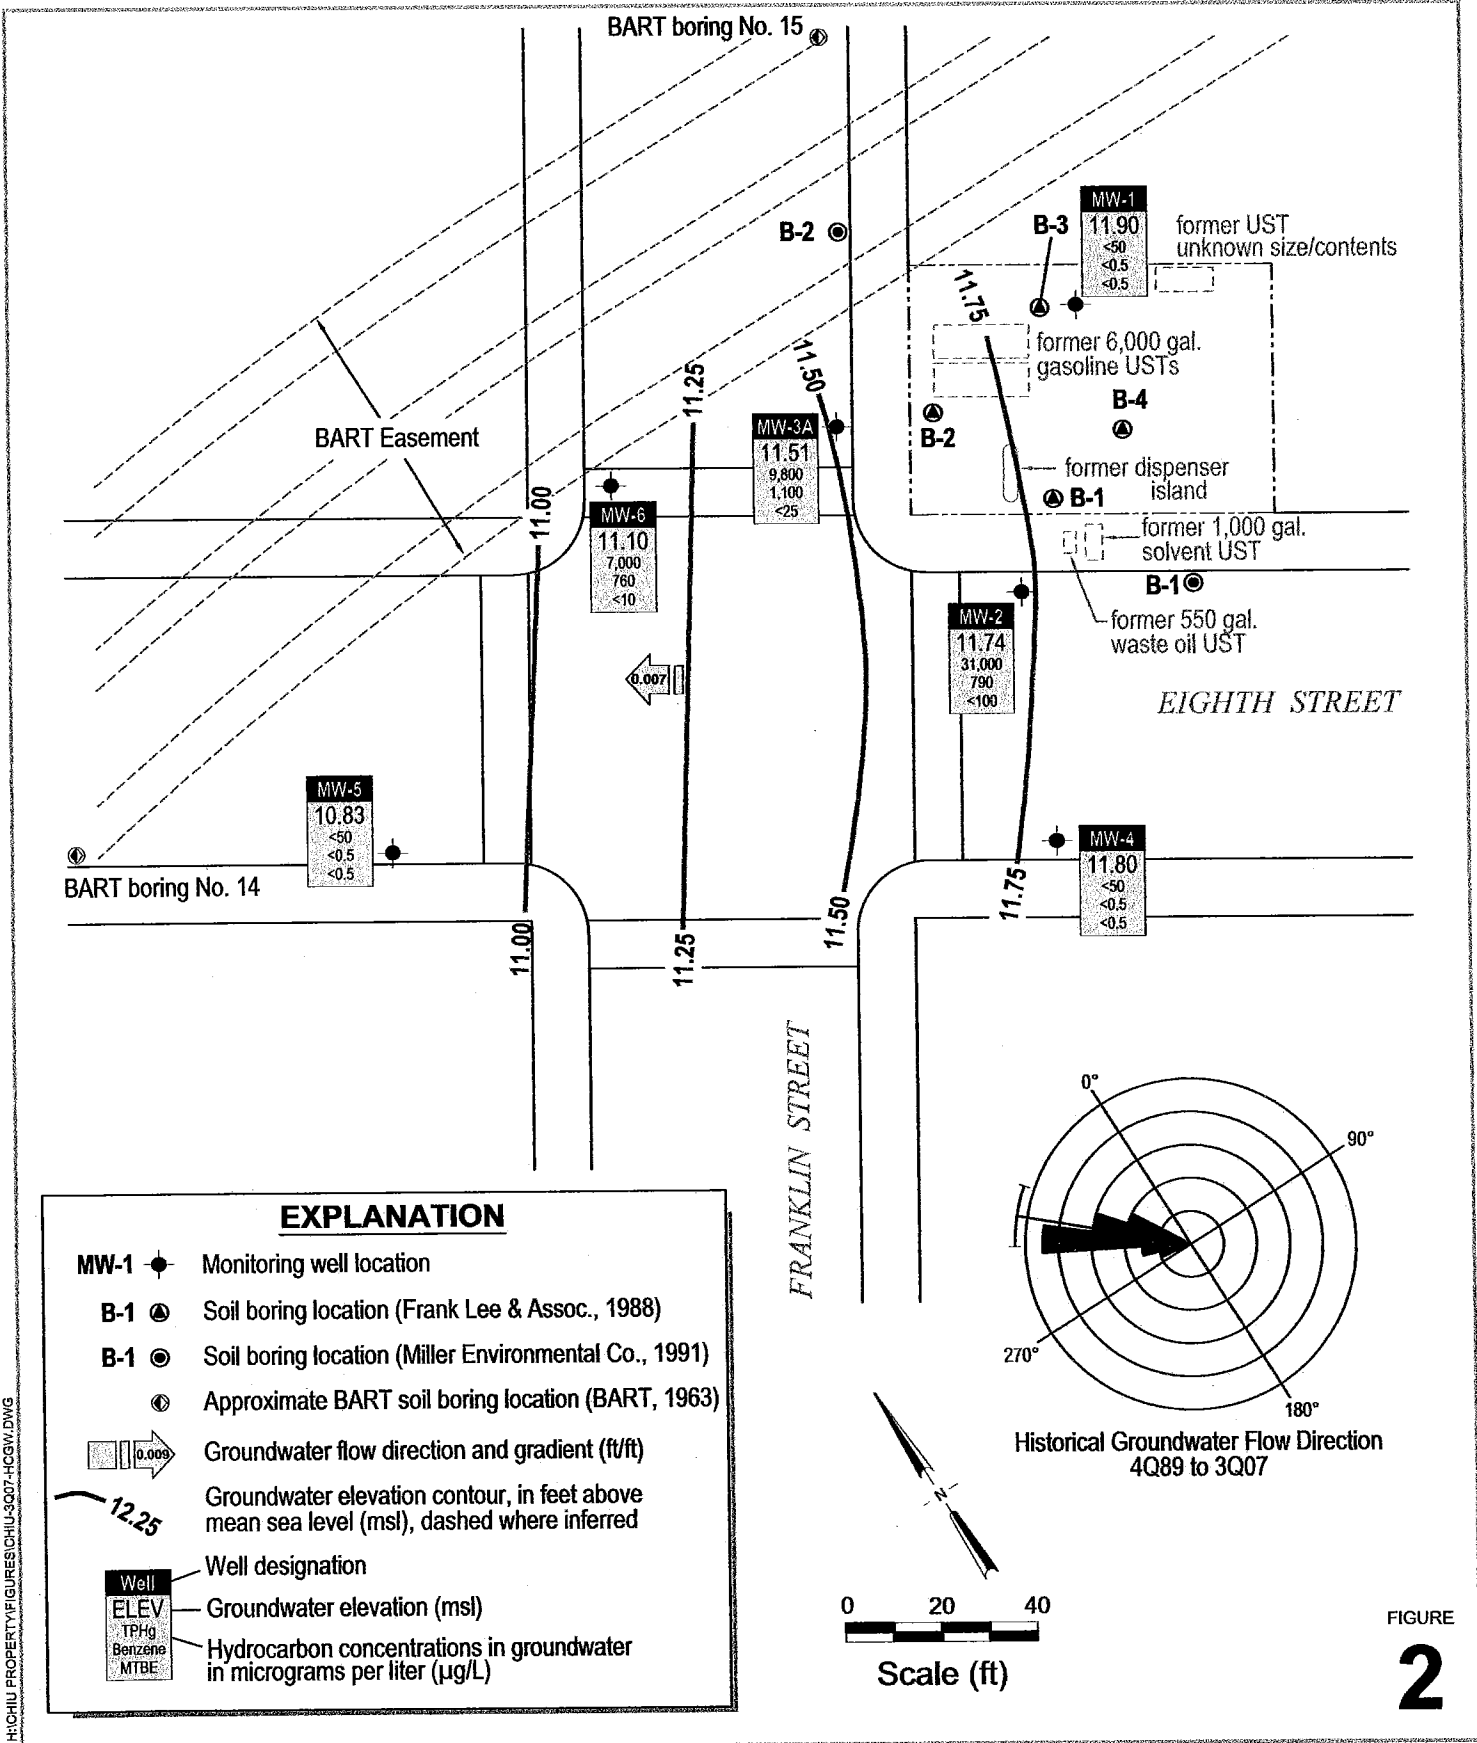 BART boring No. 15
MW-1
11.90
<50
<0.5
<0.5
B-3
former UST
unknown size/contents
B-2
11.75
former 6,000 gal.
gasoline USTs
11.50
11.25
B-4
B-2
BART Easement
MW-3A
11.51
9,800
1,100
<25
former dispenser
island
B-1
11.00
MW-6
11.10
7,000
760
<10
former 1,000 gal.
solvent UST
B-1
MW-2
11.74
31,000
790
<100
former 550 gal.
waste oil UST
0.007
EIGHTH STREET
MW-5
10.83
<50
<0.5
<0.5
MW-4
11.80
<50
<0.5
<0.5
BART boring No. 14
11.00
11.25
11.50
11.75
FRANKLIN STREET
0°
90°
270°
180°
Historical Groundwater Flow Direction
4Q89 to 3Q07
EXPLANATION
MW-1 Monitoring well location
B-1 Soil boring location (Frank Lee & Assoc., 1988)
B-1 Soil boring location (Miller Environmental Co., 1991)
Approximate BART soil boring location (BART, 1963)
0.009 Groundwater flow direction and gradient (ft/ft)
12.25
Groundwater elevation contour, in feet above
mean sea level (msl), dashed where inferred
Well designation
Well
ELEV
TPHg
Benzene
MTBE
Groundwater elevation (msl)
Hydrocarbon concentrations in groundwater
in micrograms per liter (µg/L)
N
0 20 40
Scale (ft)
FIGURE
2
H:\CHIU PROPERTY\FIGURES\CHIU-3Q07-HCGW.DWG